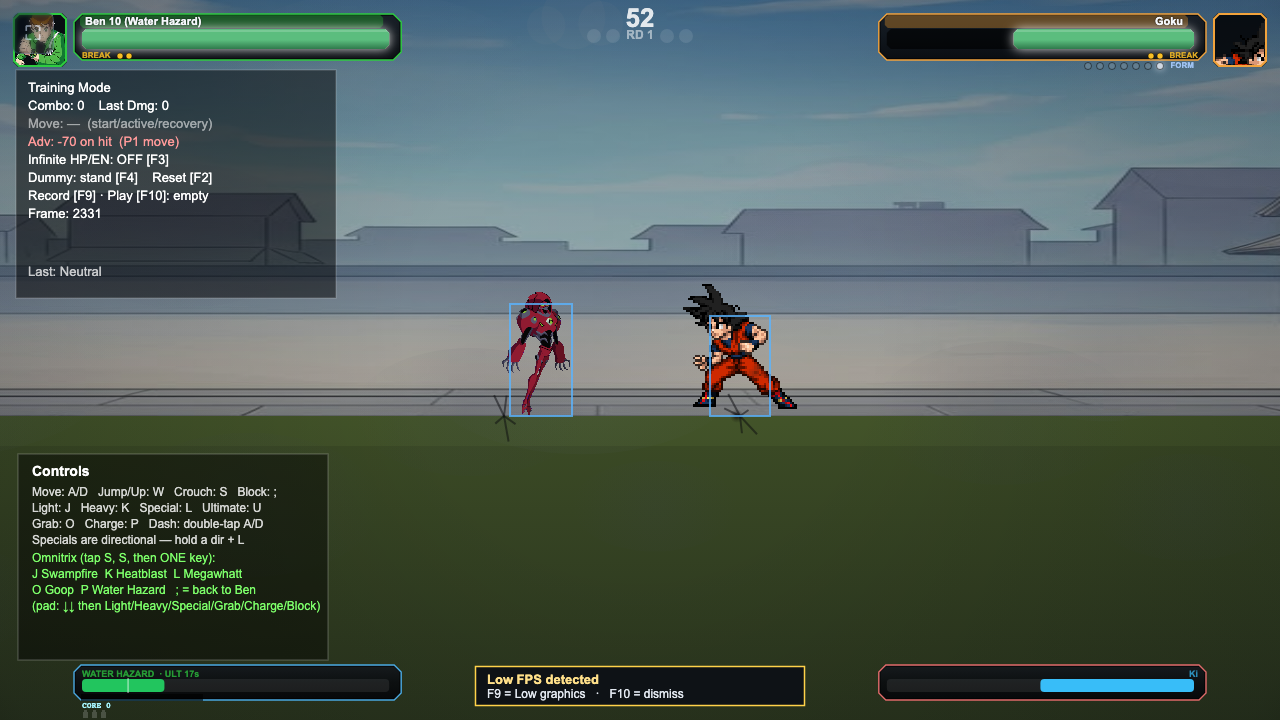 Ben 10 (Water Hazard)
BREAK
52
RD 1
Goku
BREAK
FORM
Training Mode
Combo: 0 Last Dmg: 0
Move: — (start/active/recovery)
Adv: -70 on hit (P1 move)
Infinite HP/EN: OFF [F3]
Dummy: stand [F4] Reset [F2]
Record [F9] · Play [F10]: empty
Frame: 2331
Last: Neutral
Controls
Move: A/D Jump/Up: W Crouch: S Block: ;
Light: J Heavy: K Special: L Ultimate: U
Grab: O Charge: P Dash: double-tap A/D
Specials are directional — hold a dir + L
Omnitrix (tap S, S, then ONE key):
J Swampfire K Heatblast L Megawhatt
O Goop P Water Hazard ; = back to Ben
(pad: ↓↓ then Light/Heavy/Special/Grab/Charge/Block)
WATER HAZARD · ULT 17s
CORE 0
Low FPS detected
F9 = Low graphics · F10 = dismiss
Ki